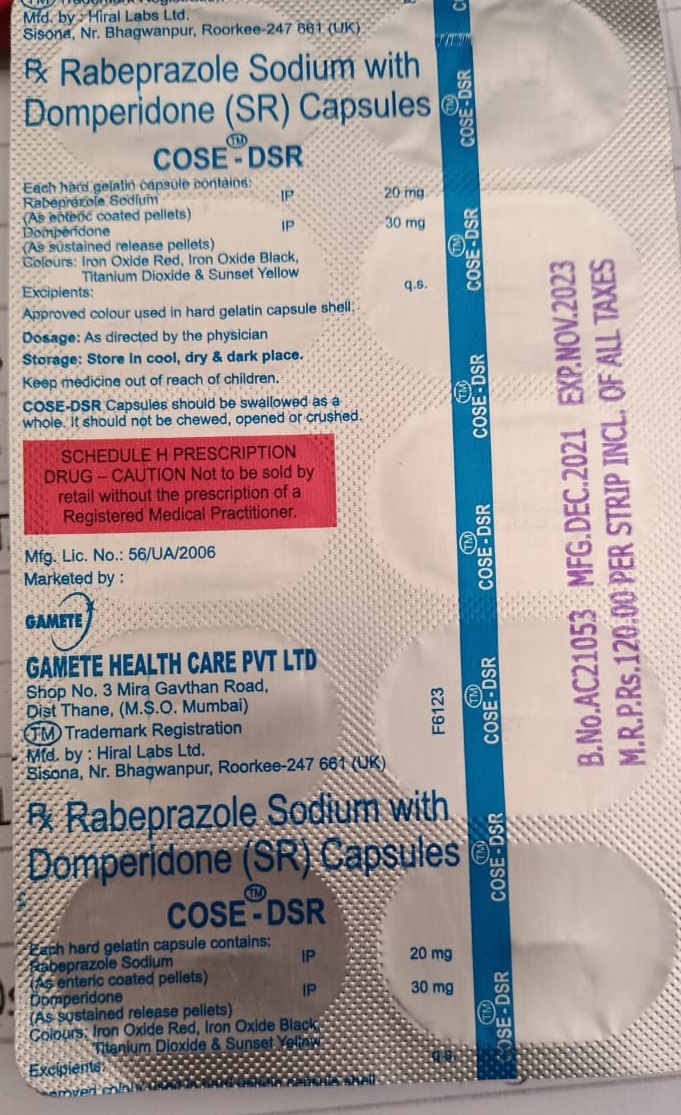 Mfd. by : Hiral Labs Ltd.
Sisona, Nr. Bhagwanpur, Roorkee-247 661 (UK)
Rx Rabeprazole Sodium with
Domperidone (SR) Capsules
COSE™-DSR
Each hard gelatin capsule contains:
Rabeprazole Sodium IP 20 mg
(As enteric coated pellets)
Domperidone IP 30 mg
(As sustained release pellets)
Colours: Iron Oxide Red, Iron Oxide Black,
Titanium Dioxide & Sunset Yellow
Excipients: q.s.
Approved colour used in hard gelatin capsule shell.
Dosage: As directed by the physician
Storage: Store in cool, dry & dark place.
Keep medicine out of reach of children.
COSE-DSR Capsules should be swallowed as a
whole. It should not be chewed, opened or crushed.
SCHEDULE H PRESCRIPTION
DRUG – CAUTION Not to be sold by
retail without the prescription of a
Registered Medical Practitioner.
Mfg. Lic. No.: 56/UA/2006
Marketed by :
GAMETE
GAMETE HEALTH CARE PVT LTD
Shop No. 3 Mira Gavthan Road,
Dist Thane, (M.S.O. Mumbai)
TM Trademark Registration
Mfd. by : Hiral Labs Ltd.
Sisona, Nr. Bhagwanpur, Roorkee-247 661 (UK)
Rx Rabeprazole Sodium with
Domperidone (SR) Capsules
COSE™-DSR
Each hard gelatin capsule contains:
Rabeprazole Sodium IP 20 mg
(As enteric coated pellets)
Domperidone IP 30 mg
(As sustained release pellets)
Colours: Iron Oxide Red, Iron Oxide Black,
Titanium Dioxide & Sunset Yellow
Excipients: q.s.
F6123
COSE™-DSR
COSE™-DSR
COSE™-DSR
COSE™-DSR
COSE™-DSR
COSE™-DSR
COSE™-DSR
B.No.AC21053 MFG.DEC.2021 EXP.NOV.2023
M.R.P.Rs.120.00 PER STRIP INCL. OF ALL TAXES